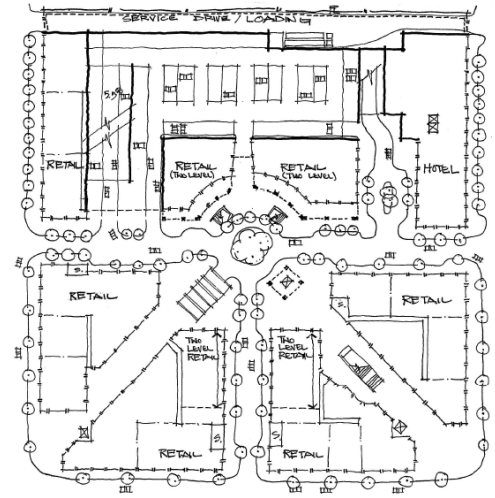 SERVICE DRIVE / LOADING
RETAIL
RETAIL
(TWO LEVEL)
RETAIL
(TWO LEVEL)
HOTEL
S.
RETAIL
RETAIL
S.
TWO
LEVEL
RETAIL
TWO
LEVEL
RETAIL
S.
RETAIL
S.
RETAIL